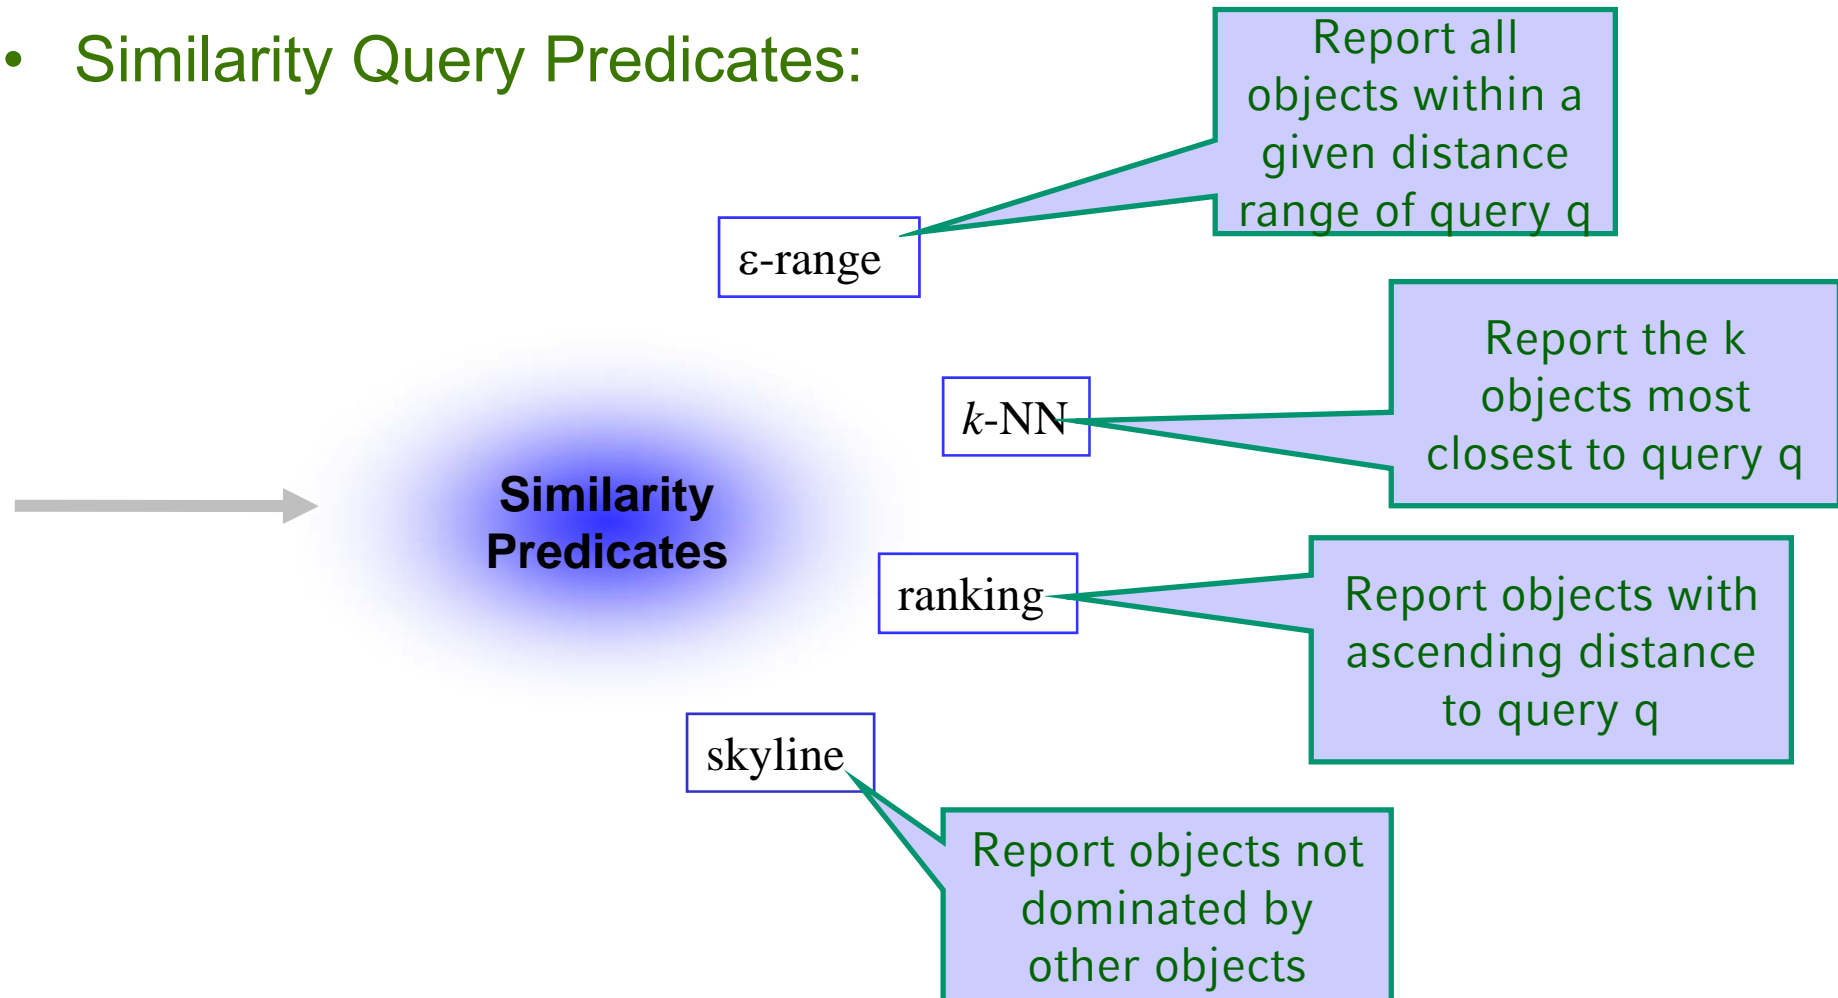 • Similarity Query Predicates:
Report all
objects within a
given distance
range of query q
ε-range
Report the k
objects most
closest to query q
k-NN
Similarity
Predicates
ranking
Report objects with
ascending distance
to query q
skyline
Report objects not
dominated by
other objects